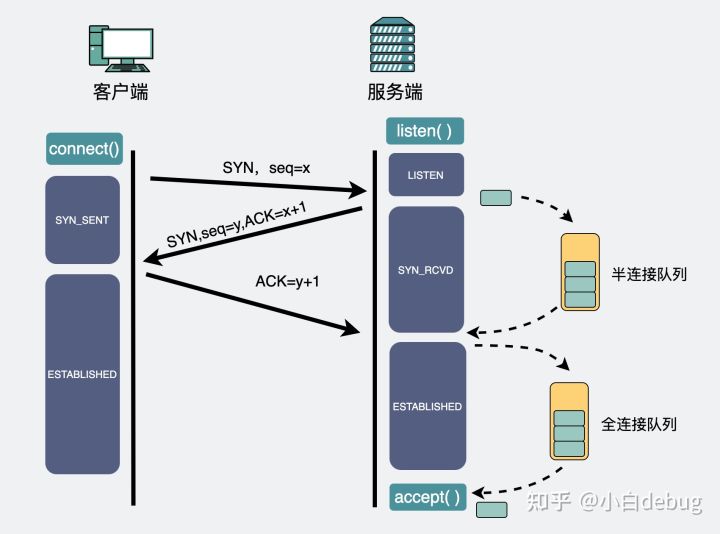 客户端
服务端
connect()
listen( )
SYN，seq=x
LISTEN
SYN_SENT
SYN,seq=y,ACK=x+1
SYN_RCVD
半连接队列
ACK=y+1
ESTABLISHED
ESTABLISHED
全连接队列
accept( )
知乎 @小白debug